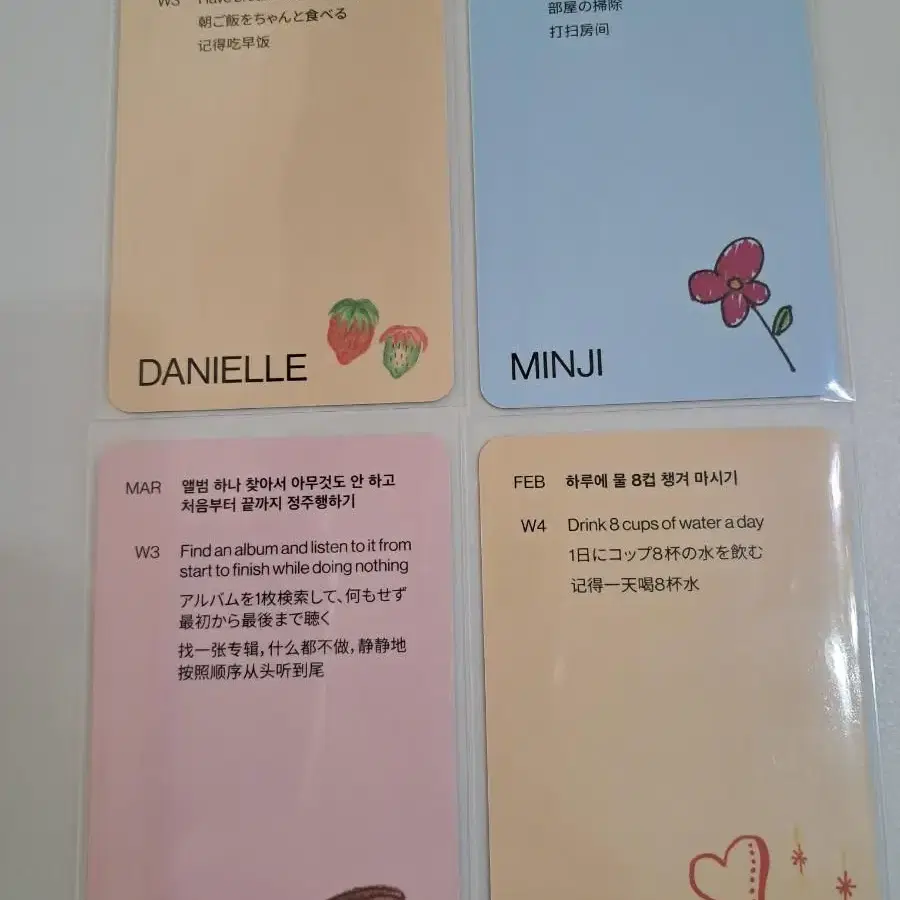 W3
朝ご飯をちゃんと食べる
记得吃早饭
DANIELLE
部屋の掃除
打扫房间
MINJI
MAR
앨범 하나 찾아서 아무것도 안 하고
처음부터 끝까지 정주행하기
W3
Find an album and listen to it from
start to finish while doing nothing
アルバムを1枚検索して、何もせず
最初から最後まで聴く
找一张专辑，什么都不做，静静地
按照顺序从头听到尾
FEB
하루에 물 8컵 챙겨 마시기
W4
Drink 8 cups of water a day
1日にコップ8杯の水を飲む
记得一天喝8杯水